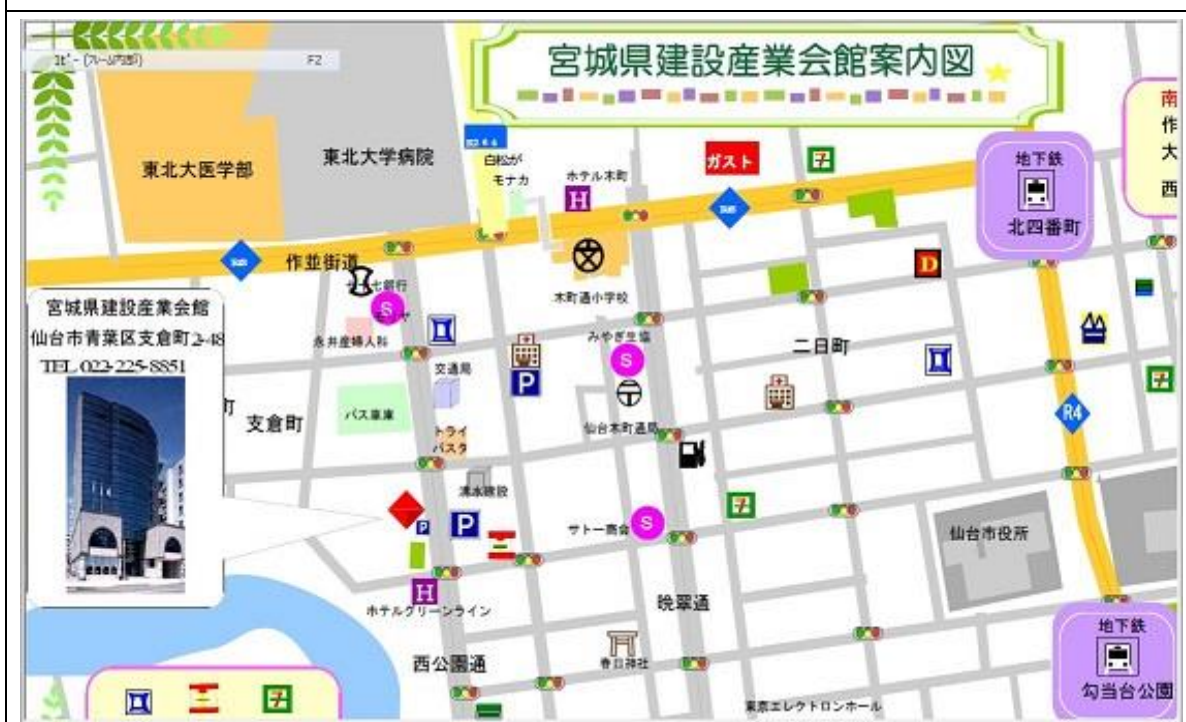 コピー(フレーム内部) F2
宮城県建設産業会館案内図
南
作
大
西
地下鉄
北四番町
東北大医学部
東北大学病院
白松が
モナカ
ホテル木町
H
ガスト
作並街道
七十七銀行
S
木町通小学校
D
宮城県建設産業会館
仙台市青葉区支倉町2-48
TEL 022-225-8851
永井産婦人科
みやぎ生協
S
二日町
交通局
P
R4
町
支倉町
バス車庫
トライ
バスタ
仙台木町通局
清水建設
P
P
サトー商会
S
仙台市役所
H
ホテルグリーンライン
晩翠通
西公園通
春日神社
地下鉄
勾当台公園
東京エレクトロンホール